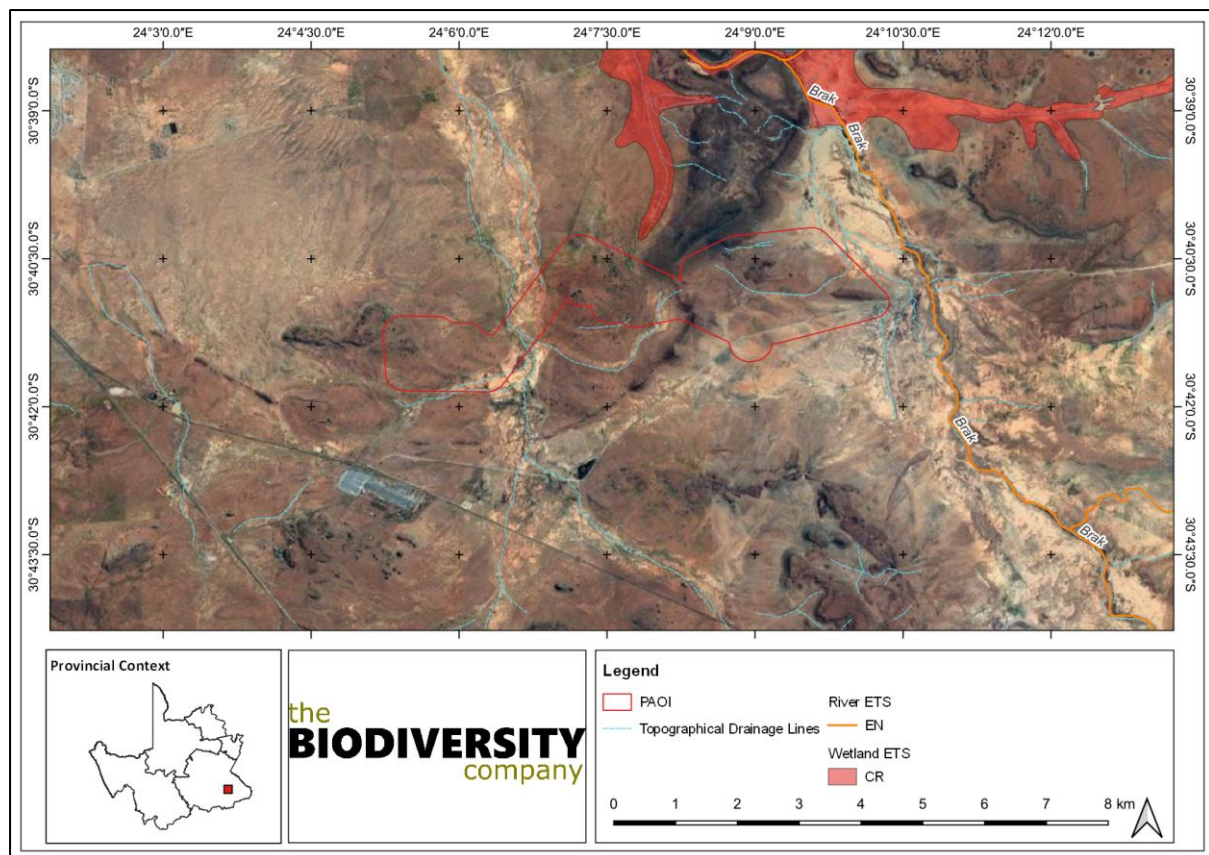 24°3'0.0"E 24°4'30.0"E 24°6'0.0"E 24°7'30.0"E 24°9'0.0"E 24°10'30.0"E 24°12'0.0"E
30°39'0.0"S 30°39'0.0"S
30°40'30.0"S 30°40'30.0"S
30°42'0.0"S 30°42'0.0"S
30°43'30.0"S 30°43'30.0"S
Brak
Brak
Brak
Brak
Provincial Context
the
BIODIVERSITY
company
Legend
PAOI
Topographical Drainage Lines
River ETS
EN
Wetland ETS
CR
0 1 2 3 4 5 6 7 8 km